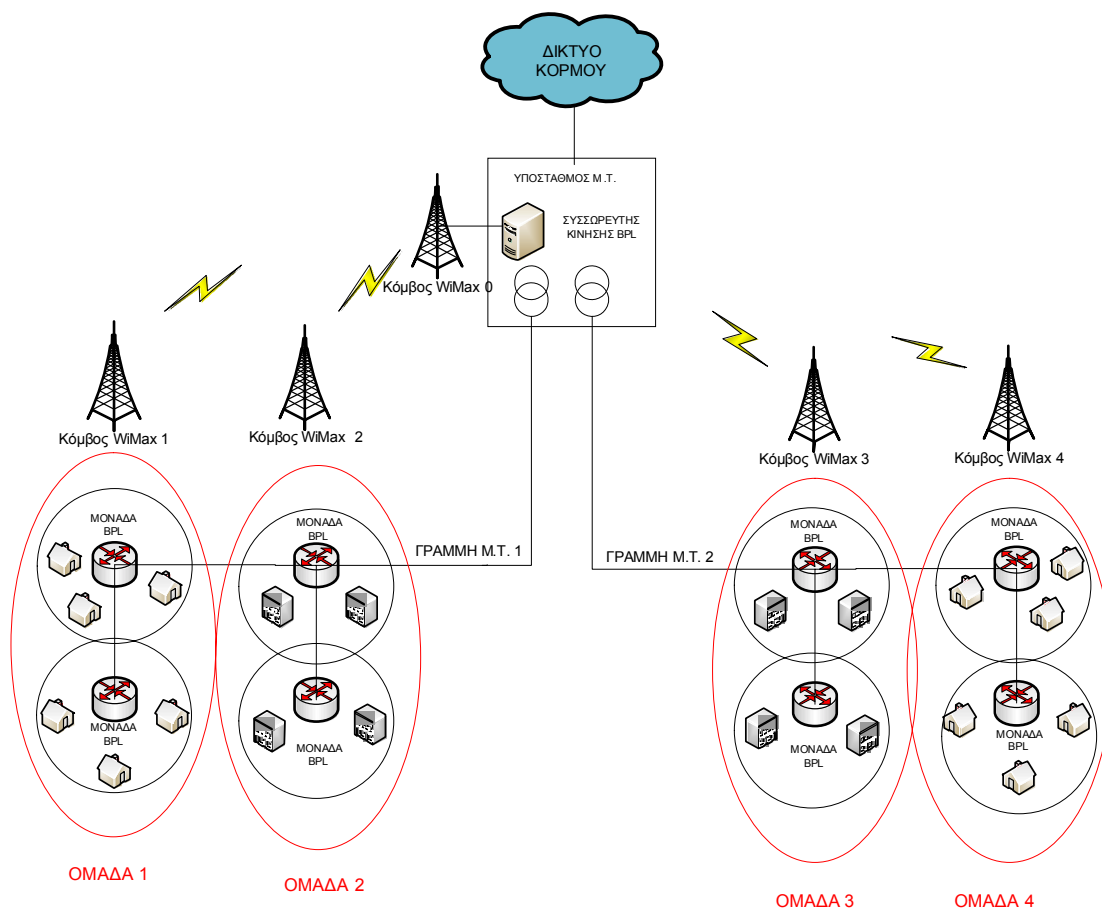 ΔΙΚΤΥΟ
ΚΟΡΜΟΥ
ΥΠΟΣΤΑΘΜΟΣ Μ.Τ.
ΣΥΣΣΩΡΕΥΤΗΣ
ΚΙΝΗΣΗΣ BPL
Κόμβος WiMax 0
Κόμβος WiMax 1
Κόμβος WiMax 2
Κόμβος WiMax 3
Κόμβος WiMax 4
ΜΟΝΑΔΑ
BPL
ΜΟΝΑΔΑ
BPL
ΓΡΑΜΜΗ Μ.Τ. 1
ΓΡΑΜΜΗ Μ.Τ. 2
ΜΟΝΑΔΑ
BPL
ΜΟΝΑΔΑ
BPL
ΜΟΝΑΔΑ
BPL
ΜΟΝΑΔΑ
BPL
ΜΟΝΑΔΑ
BPL
ΜΟΝΑΔΑ
BPL
ΟΜΑΔΑ 1
ΟΜΑΔΑ 2
ΟΜΑΔΑ 3
ΟΜΑΔΑ 4